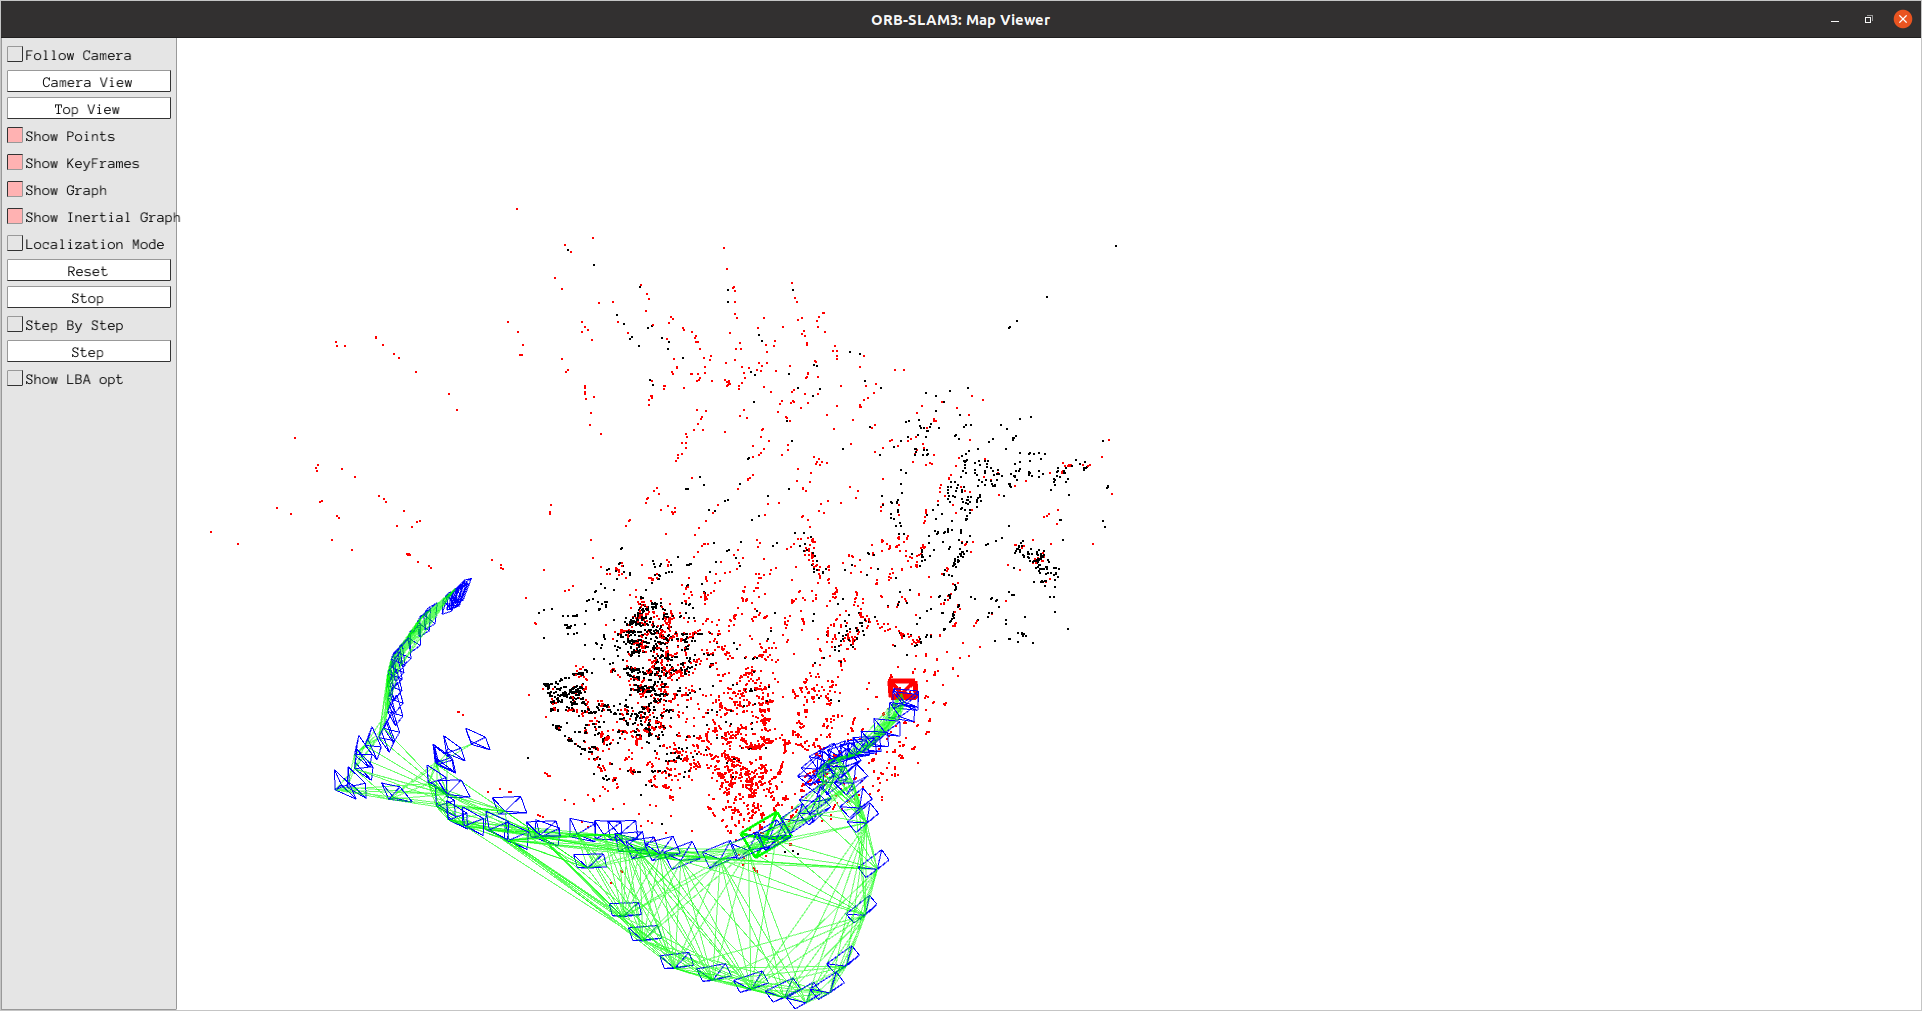 ORB-SLAM3: Map Viewer
Follow Camera
Camera View
Top View
Show Points
Show KeyFrames
Show Graph
Show Inertial Graph
Localization Mode
Reset
Stop
Step By Step
Step
Show LBA opt